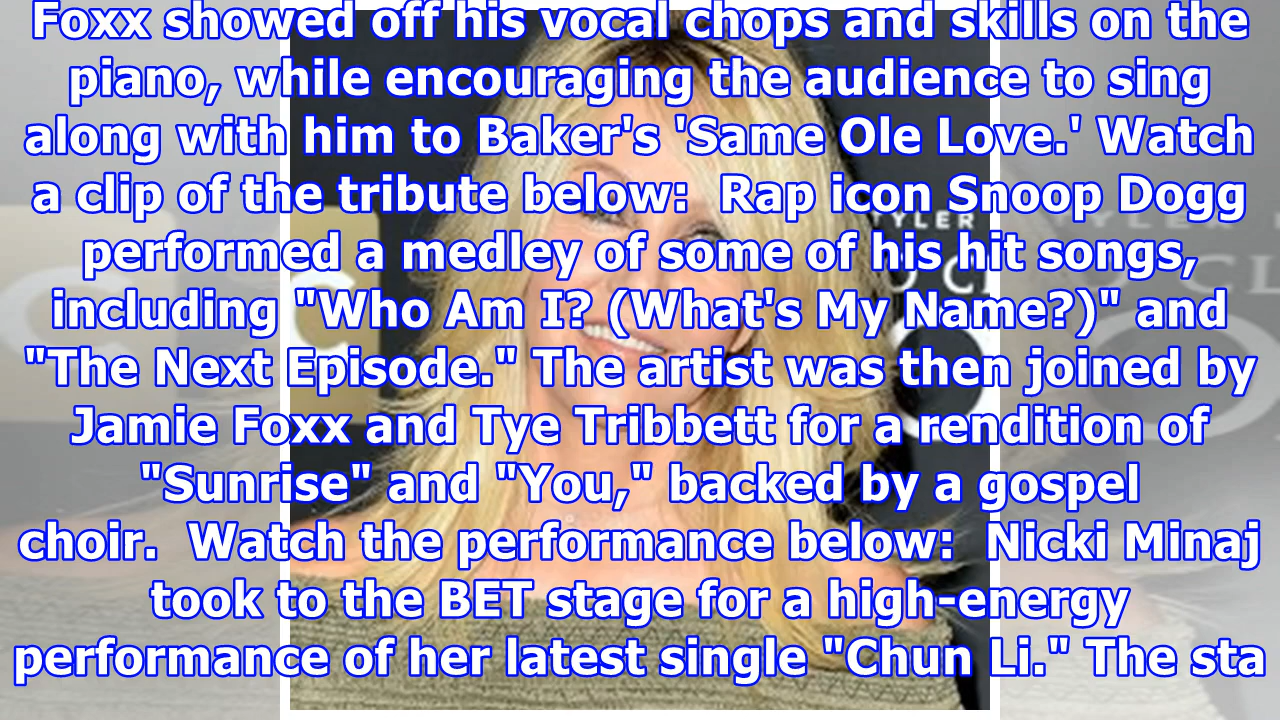 Foxx showed off his vocal chops and skills on the
piano, while encouraging the audience to sing
along with him to Baker's 'Same Ole Love.' Watch
a clip of the tribute below:  Rap icon Snoop Dogg
performed a medley of some of his hit songs,
including "Who Am I? (What's My Name?)" and
"The Next Episode." The artist was then joined by
Jamie Foxx and Tye Tribbett for a rendition of
"Sunrise" and "You," backed by a gospel
choir.  Watch the performance below:  Nicki Minaj
took to the BET stage for a high-energy
performance of her latest single "Chun Li." The sta
YLER